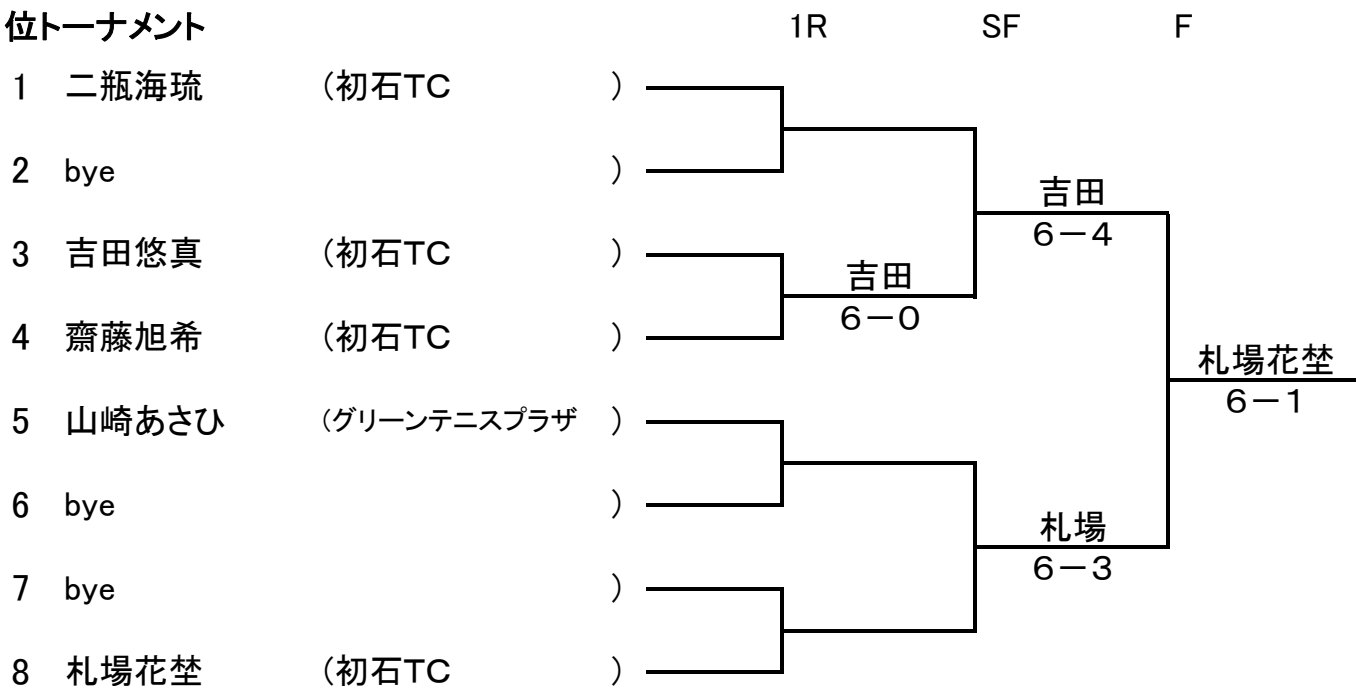 位トーナメント 1R SF F
1 二瓶海琉 (初石TC )
2 bye )
吉田
6-4
3 吉田悠真 (初石TC )
吉田
6-0
4 齋藤旭希 (初石TC )
札場花埜
6-1
5 山崎あさひ (グリーンテニスプラザ )
6 bye )
札場
6-3
7 bye )
8 札場花埜 (初石TC )